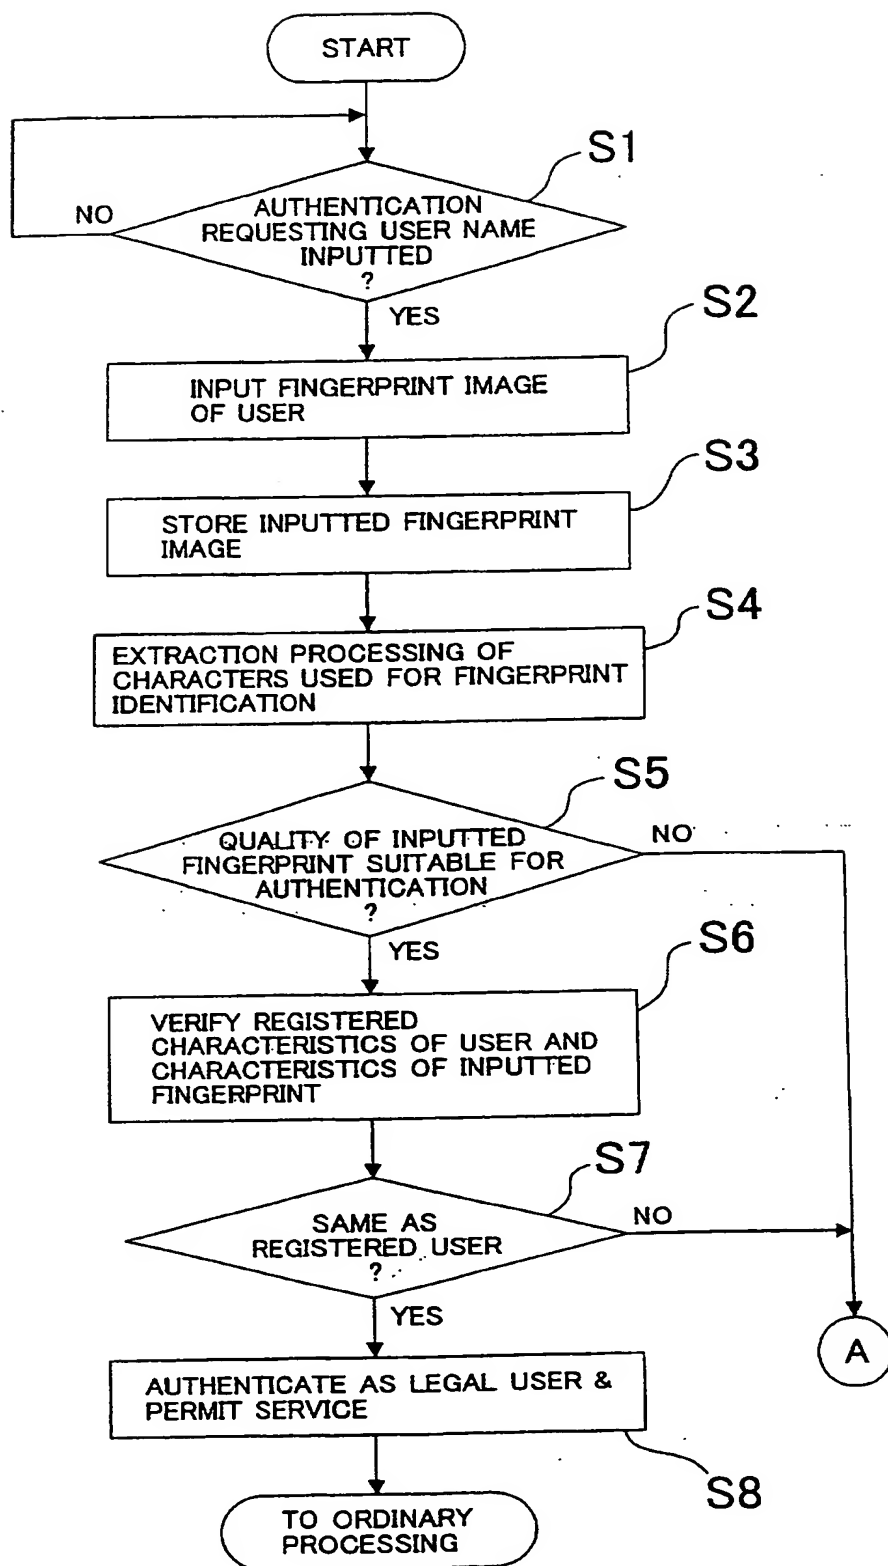 START
S1
NO
AUTHENTICATION
REQUESTING USER NAME
INPUTTED
?
YES
S2
INPUT FINGERPRINT IMAGE
OF USER
S3
STORE INPUTTED FINGERPRINT
IMAGE
S4
EXTRACTION PROCESSING OF
CHARACTERS USED FOR FINGERPRINT
IDENTIFICATION
S5
QUALITY OF INPUTTED
FINGERPRINT SUITABLE FOR
AUTHENTICATION
?
NO
YES
S6
VERIFY REGISTERED
CHARACTERISTICS OF USER AND
CHARACTERISTICS OF INPUTTED
FINGERPRINT
S7
SAME AS
REGISTERED USER
?
NO
YES
A
AUTHENTICATE AS LEGAL USER &
PERMIT SERVICE
S8
TO ORDINARY
PROCESSING